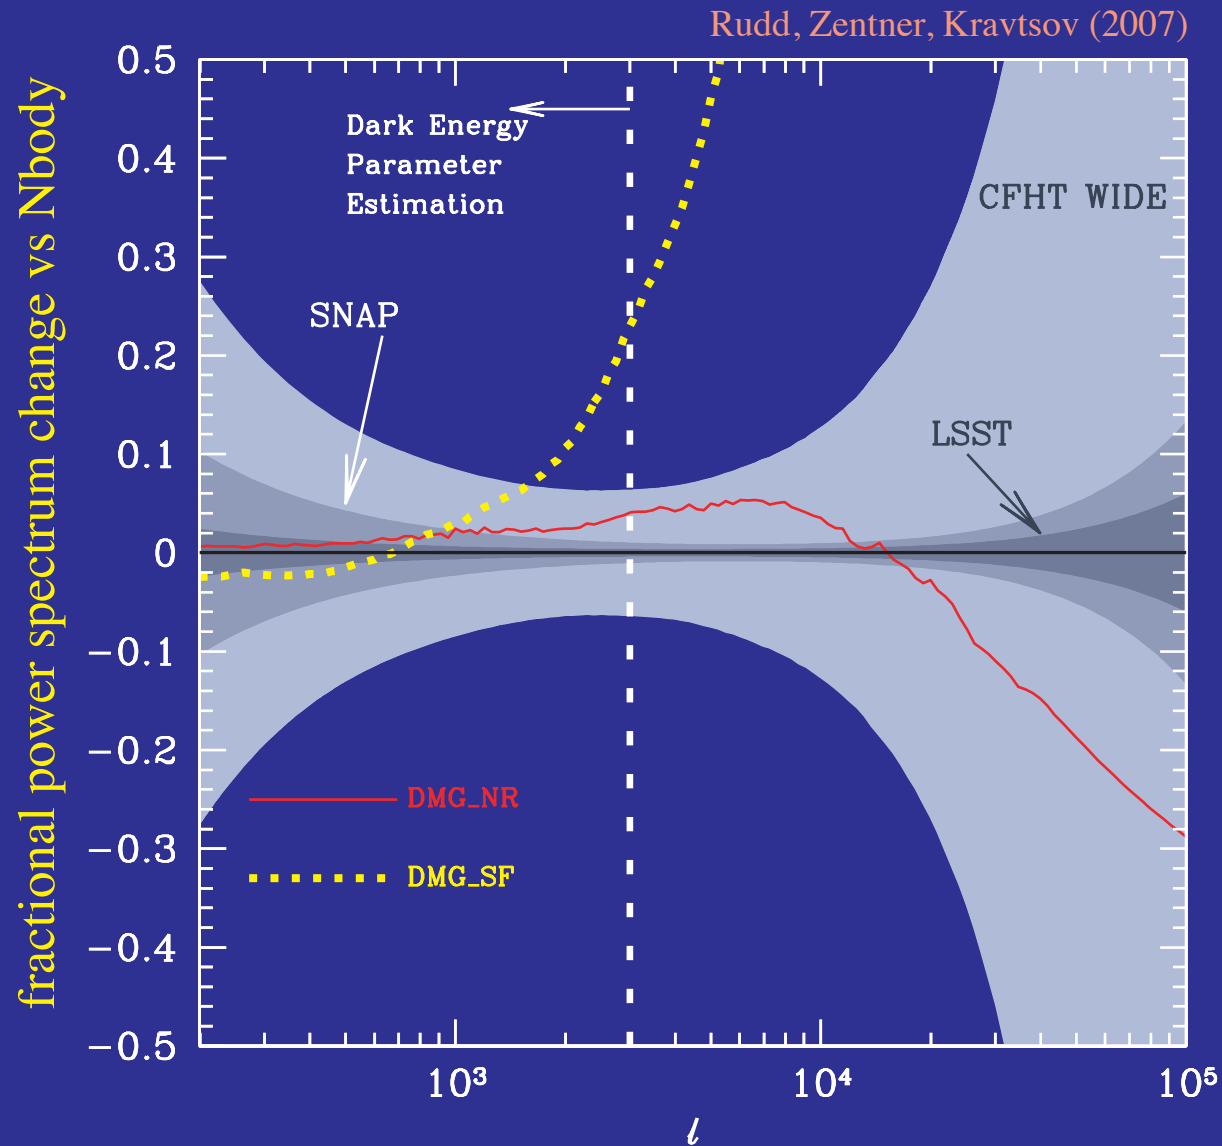 Rudd, Zentner, Kravtsov (2007)
fractional power spectrum change vs Nbody
0.5
0.4
0.3
0.2
0.1
0
−0.1
−0.2
−0.3
−0.4
−0.5
Dark Energy
Parameter
Estimation
CFHT WIDE
SNAP
LSST
DMG_NR
DMG_SF
10³
10⁴
10⁵
l